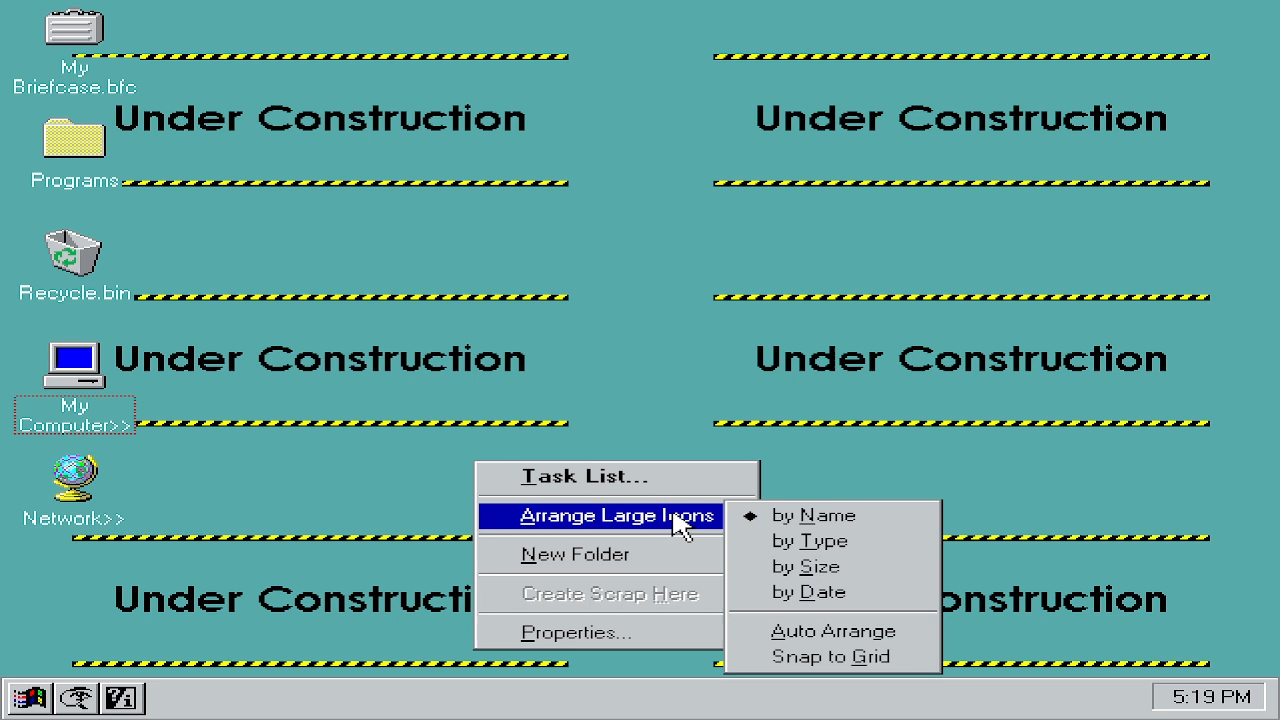 My
Briefcase.bfc
Under Construction
Under Construction
Programs
Recycle.bin
Under Construction
Under Construction
My
Computer>>
Network>>
Task List...
Arrange Large Icons
New Folder
Create Scrap Here
Properties...
by Name
by Type
by Size
by Date
Auto Arrange
Snap to Grid
Under Constructi
onstruction
5:19 PM